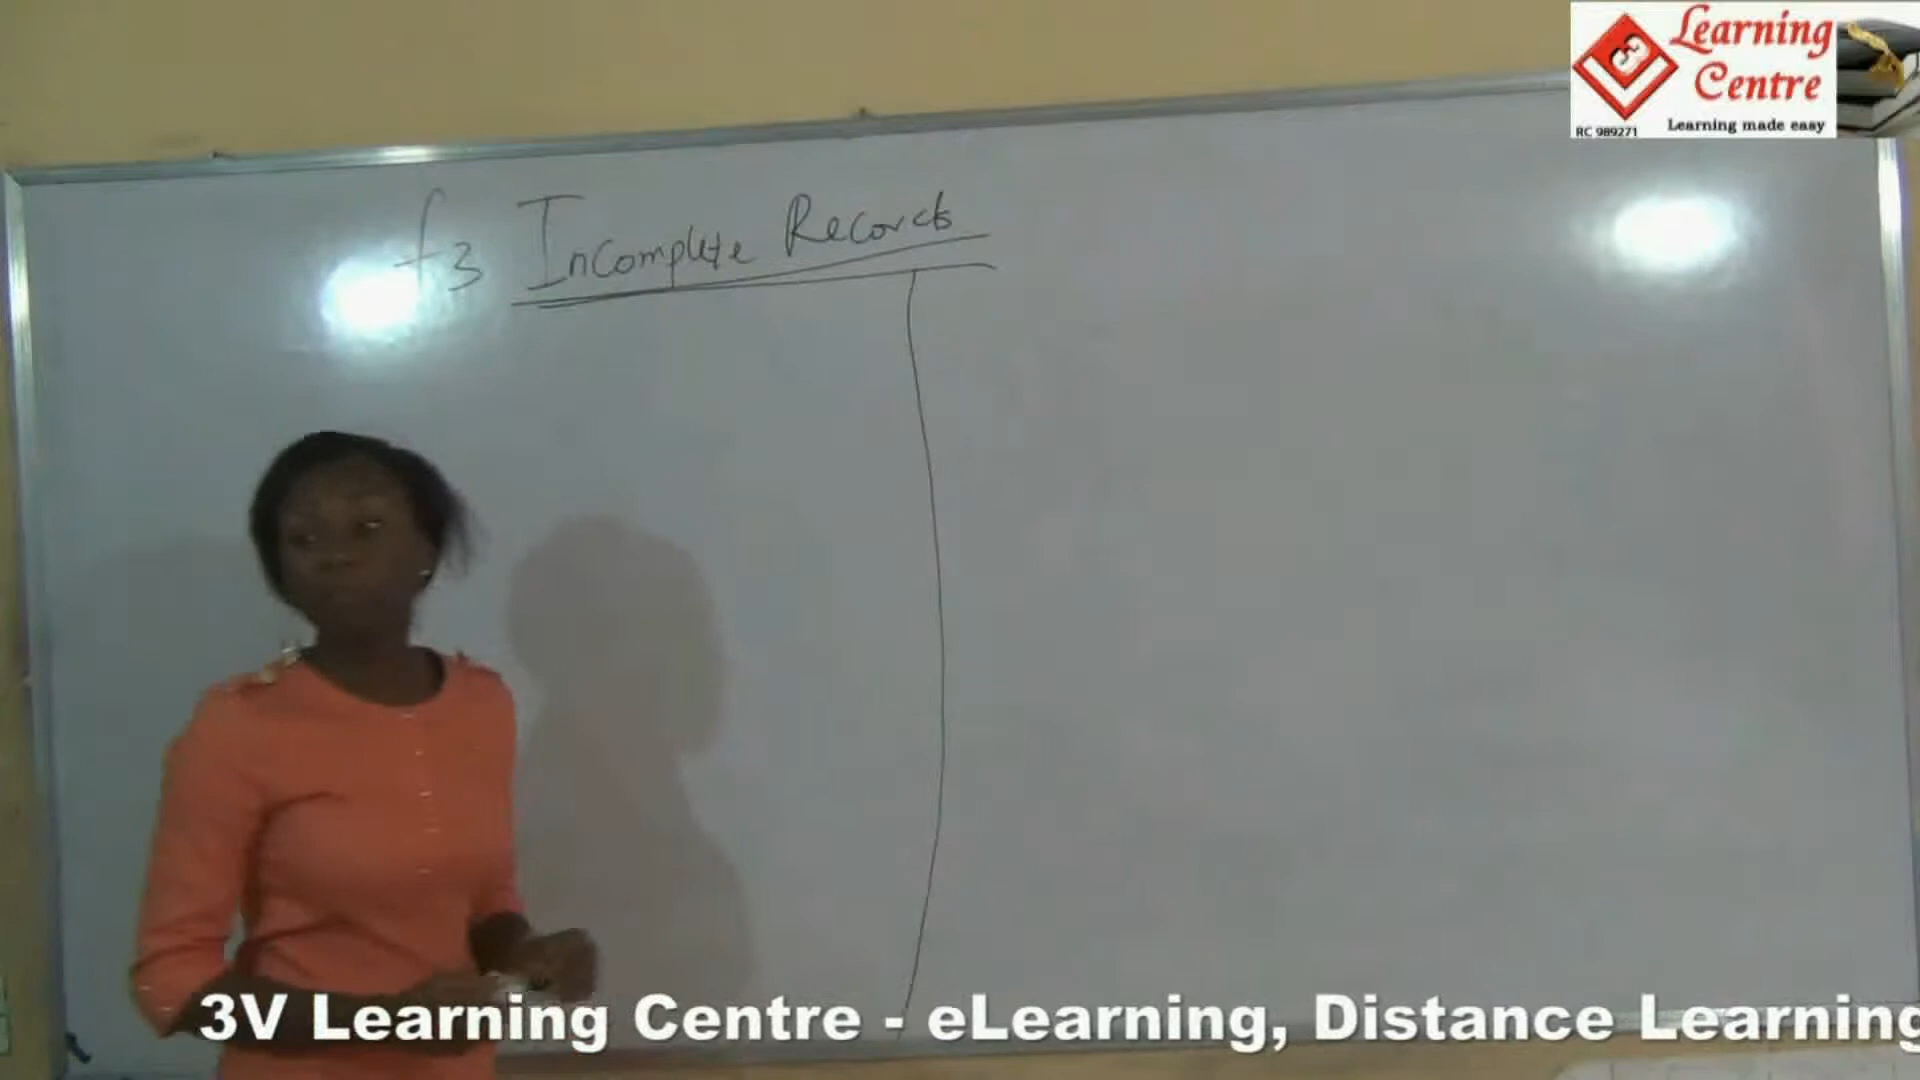 Learning
Centre
RC 989271
Learning made easy
f3 Incomplete Records
3V Learning Centre - eLearning, Distance Learning